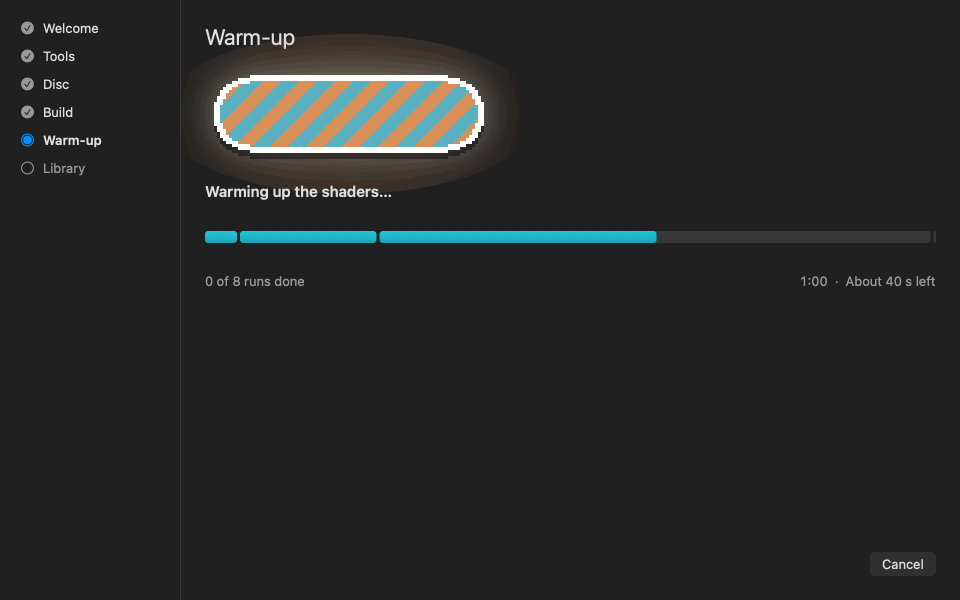 Welcome
Tools
Disc
Build
Warm-up
Library
Warm-up
Warming up the shaders...
0 of 8 runs done
1:00 · About 40 s left
Cancel